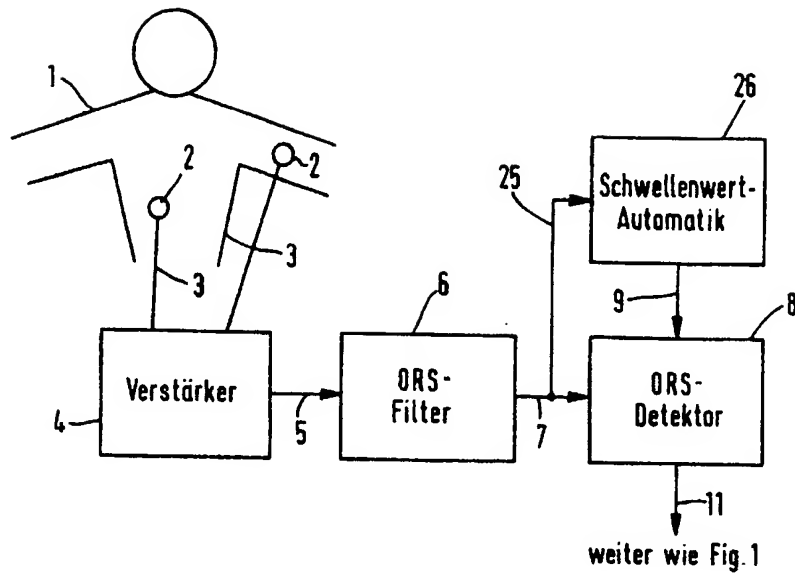 1
2
2
3
3
4
Verstärker
5
6
ORS-
Filter
7
25
26
Schwellenwert-
Automatik
9
8
ORS-
Detektor
11
weiter wie Fig.1